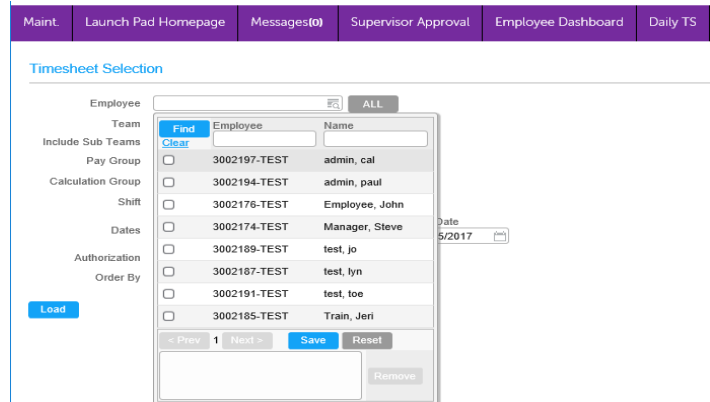 Maint. Launch Pad Homepage Messages(0) Supervisor Approval Employee Dashboard Daily TS
Timesheet Selection
Employee ALL
Team
Include Sub Teams
Pay Group
Calculation Group
Shift
Dates
Authorization
Order By
Load
Find Employee Name
Clear
3002197-TEST admin, cal
3002194-TEST admin, paul
3002176-TEST Employee, John
3002174-TEST Manager, Steve
3002189-TEST test, jo
3002187-TEST test, lyn
3002191-TEST test, toe
3002185-TEST Train, Jeri
< Prev 1 Next > Save Reset
Remove
Date
5/2017